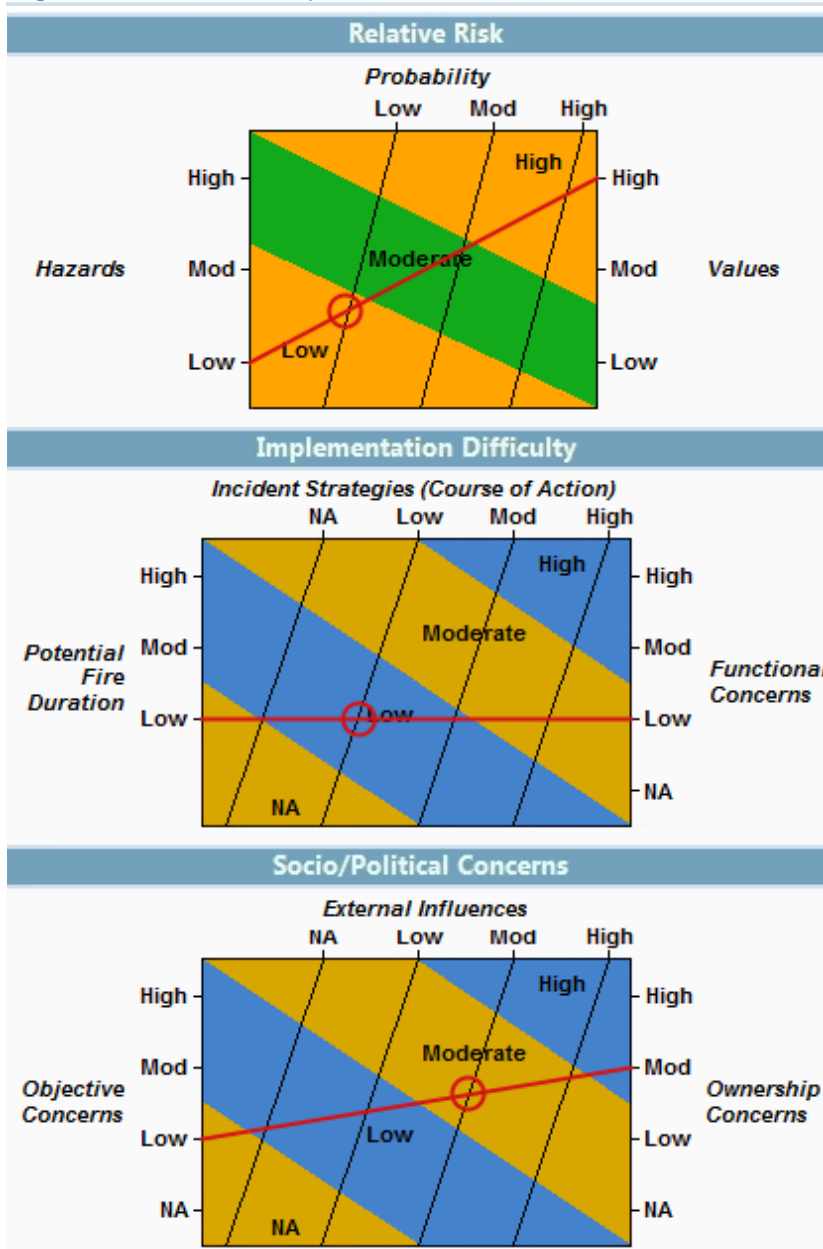 Relative Risk
Probability
Low Mod High
High High High
Hazards Mod Moderate Mod Values
Low Low Low
Implementation Difficulty
Incident Strategies (Course of Action)
NA Low Mod High
High High High
Moderate
Potential Fire Duration Mod Mod Functional Concerns
Low Low Low
NA NA
Socio/Political Concerns
External Influences
NA Low Mod High
High High High
Moderate
Objective Concerns Mod Mod Ownership Concerns
Low Low Low
NA NA NA